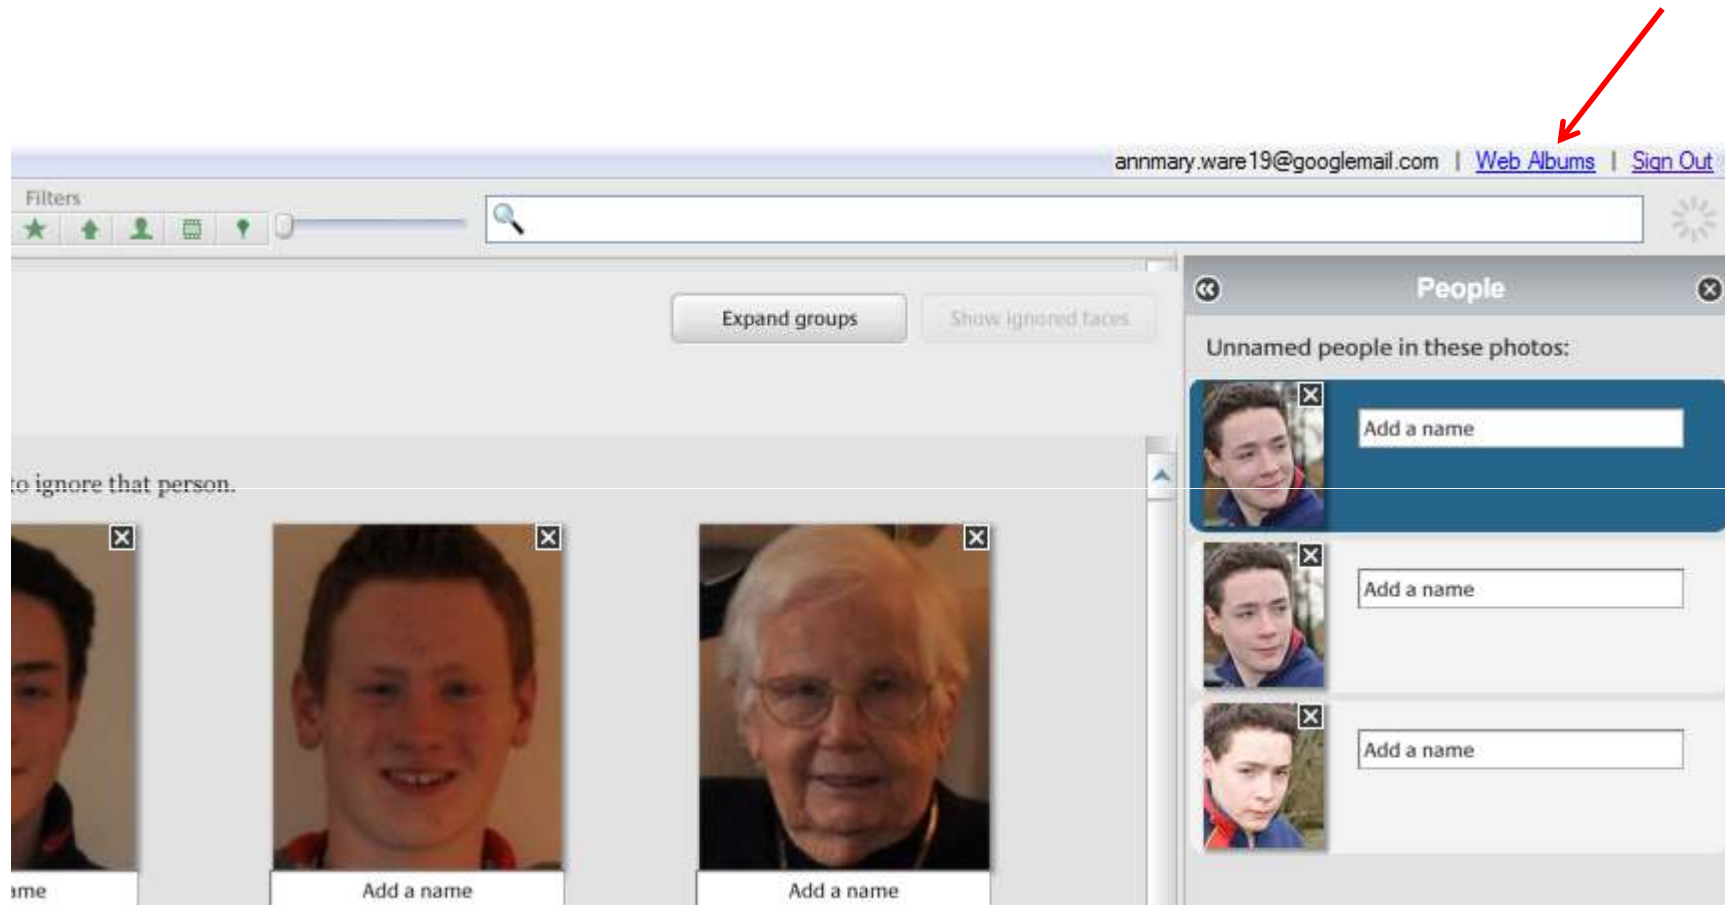 annmary.ware19@googlemail.com | Web Albums | Sign Out
Filters
Expand groups
Show ignored faces
People
Unnamed people in these photos:
Add a name
to ignore that person.
Add a name
Add a name
ame
Add a name
Add a name